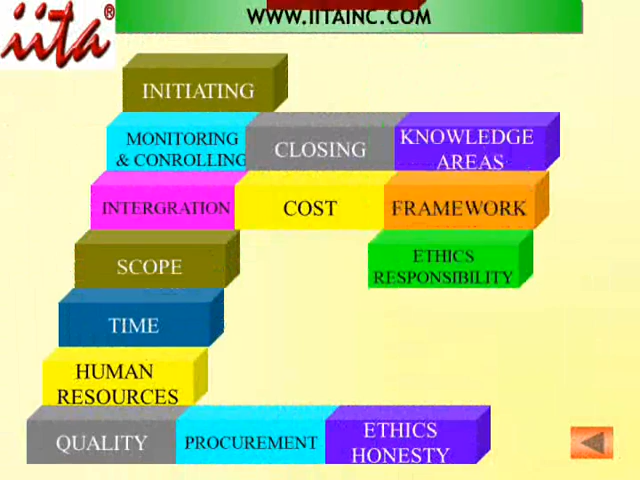 iita®
WWW.IITAINC.COM
INITIATING
MONITORING
& CONROLLING
CLOSING
KNOWLEDGE
AREAS
INTERGRATION
COST
FRAMEWORK
SCOPE
ETHICS
RESPONSIBILITY
TIME
HUMAN
RESOURCES
QUALITY
PROCUREMENT
ETHICS
HONESTY